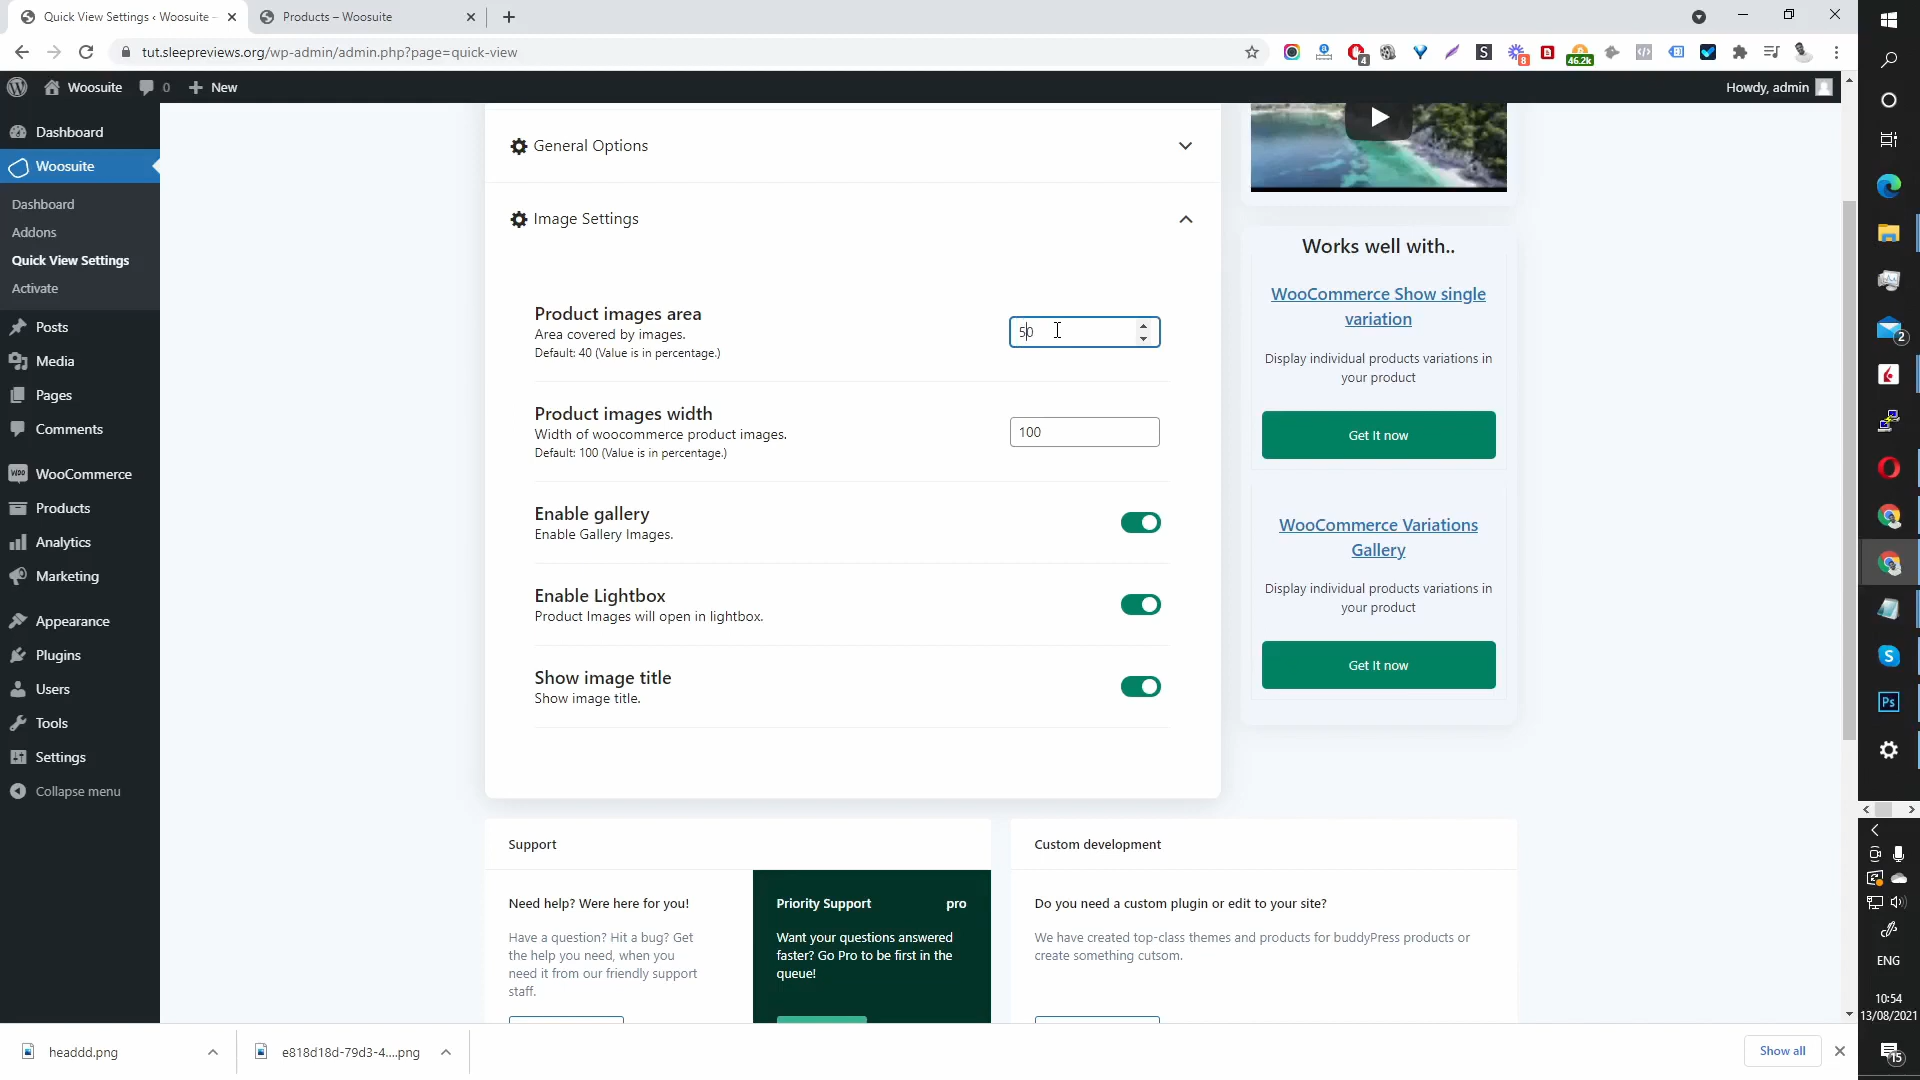 Quick View Settings ‹ Woosuite –
Products – Woosuite
tut.sleepreviews.org/wp-admin/admin.php?page=quick-view
4
8
46.2k
Woosuite
0
New
Howdy, admin
Dashboard
Woosuite
Dashboard
Addons
Quick View Settings
Activate
Posts
Media
Pages
Comments
WooCommerce
Products
Analytics
Marketing
Appearance
Plugins
Users
Tools
Settings
Collapse menu
General Options
Image Settings
Product images area
Area covered by images.
Default: 40 (Value is in percentage.)
50
Product images width
Width of woocommerce product images.
Default: 100 (Value is in percentage.)
100
Enable gallery
Enable Gallery Images.
Enable Lightbox
Product Images will open in lightbox.
Show image title
Show image title.
Works well with..
WooCommerce Show single
variation
Display individual products variations in
your product
Get It now
WooCommerce Variations
Gallery
Display individual products variations in
your product
Get It now
Support
Need help? Were here for you!
Have a question? Hit a bug? Get
the help you need, when you
need it from our friendly support
staff.
Priority Support
pro
Want your questions answered
faster? Go Pro to be first in the
queue!
Custom development
Do you need a custom plugin or edit to your site?
We have created top-class themes and products for buddyPress products or
create something cutsom.
headdd.png
e818d18d-79d3-4....png
Show all
2
S
Ps
ENG
10:54
13/08/2021
15